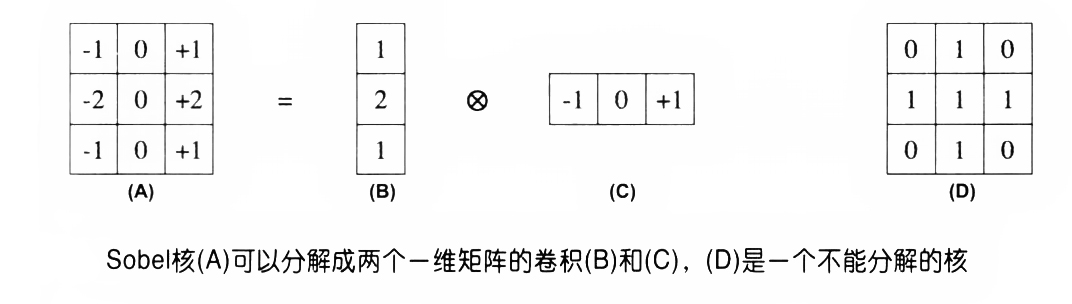 -1 0 +1 1 0 1 0
-2 0 +2 = 2 ⊗ -1 0 +1 1 1 1
-1 0 +1 1 0 1 0
(A) (B) (C) (D)
Sobel核(A)可以分解成两个一维矩阵的卷积(B)和(C)，(D)是一个不能分解的核